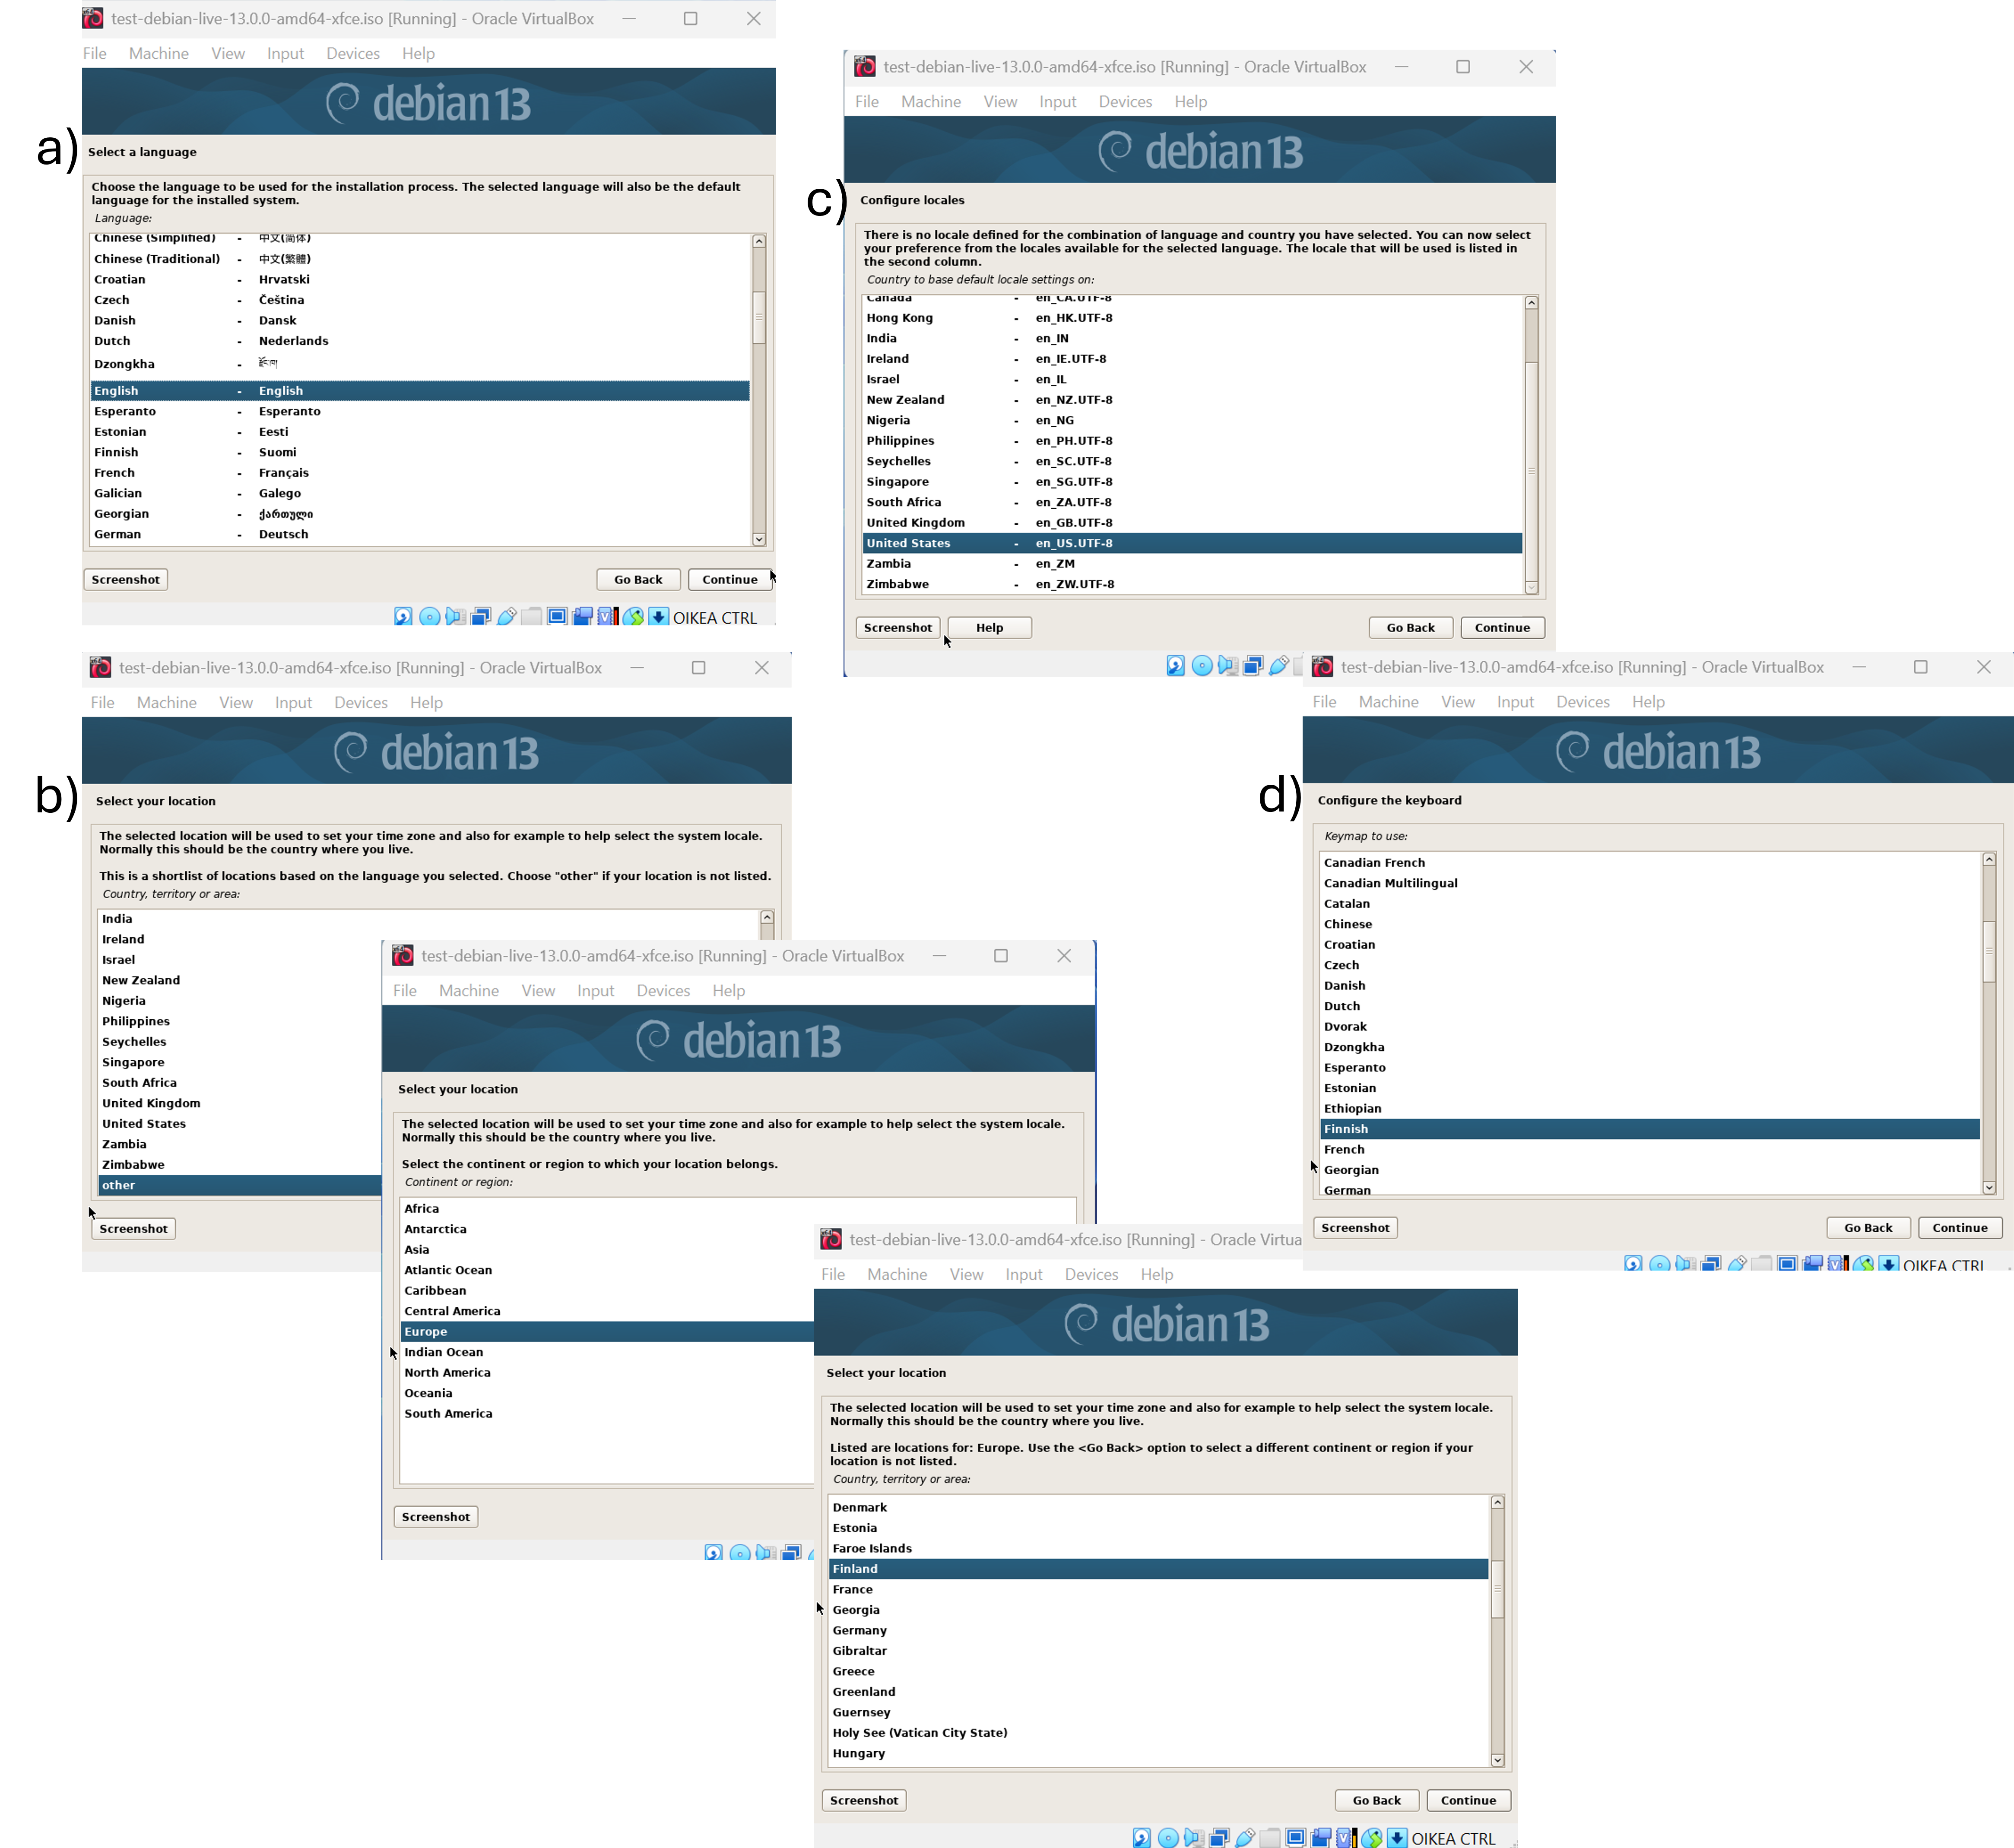 a)
test-debian-live-13.0.0-amd64-xfce.iso [Running] - Oracle VirtualBox
File Machine View Input Devices Help
debian 13
Select a language
Choose the language to be used for the installation process. The selected language will also be the default
language for the installed system.
Language:
Chinese (Simplified) - 中文(简体)
Chinese (Traditional) - 中文(繁體)
Croatian - Hrvatski
Czech - Čeština
Danish - Dansk
Dutch - Nederlands
Dzongkha - རྫོང་ཁ།
English - English
Esperanto - Esperanto
Estonian - Eesti
Finnish - Suomi
French - Français
Galician - Galego
Georgian - ქართული
German - Deutsch
Screenshot Go Back Continue
OIKEA CTRL
b)
test-debian-live-13.0.0-amd64-xfce.iso [Running] - Oracle VirtualBox
File Machine View Input Devices Help
debian 13
Select your location
The selected location will be used to set your time zone and also for example to help select the system locale.
Normally this should be the country where you live.
This is a shortlist of locations based on the language you selected. Choose "other" if your location is not listed.
Country, territory or area:
India
Ireland
Israel
New Zealand
Nigeria
Philippines
Seychelles
Singapore
South Africa
United Kingdom
United States
Zambia
Zimbabwe
other
Screenshot
test-debian-live-13.0.0-amd64-xfce.iso [Running] - Oracle VirtualBox
File Machine View Input Devices Help
debian 13
Select your location
The selected location will be used to set your time zone and also for example to help select the system locale.
Normally this should be the country where you live.
Select the continent or region to which your location belongs.
Continent or region:
Africa
Antarctica
Asia
Atlantic Ocean
Caribbean
Central America
Europe
Indian Ocean
North America
Oceania
South America
Screenshot
test-debian-live-13.0.0-amd64-xfce.iso [Running] - Oracle Virtua
File Machine View Input Devices Help
debian 13
Select your location
The selected location will be used to set your time zone and also for example to help select the system locale.
Normally this should be the country where you live.
Listed are locations for: Europe. Use the <Go Back> option to select a different continent or region if your
location is not listed.
Country, territory or area:
Denmark
Estonia
Faroe Islands
Finland
France
Georgia
Germany
Gibraltar
Greece
Greenland
Guernsey
Holy See (Vatican City State)
Hungary
Screenshot Go Back Continue
OIKEA CTRL
c)
test-debian-live-13.0.0-amd64-xfce.iso [Running] - Oracle VirtualBox
File Machine View Input Devices Help
debian 13
Configure locales
There is no locale defined for the combination of language and country you have selected. You can now select
your preference from the locales available for the selected language. The locale that will be used is listed in
the second column.
Country to base default locale settings on:
Canada - en_CA.UTF-8
Hong Kong - en_HK.UTF-8
India - en_IN
Ireland - en_IE.UTF-8
Israel - en_IL
New Zealand - en_NZ.UTF-8
Nigeria - en_NG
Philippines - en_PH.UTF-8
Seychelles - en_SC.UTF-8
Singapore - en_SG.UTF-8
South Africa - en_ZA.UTF-8
United Kingdom - en_GB.UTF-8
United States - en_US.UTF-8
Zambia - en_ZM
Zimbabwe - en_ZW.UTF-8
Screenshot Help Go Back Continue
d)
test-debian-live-13.0.0-amd64-xfce.iso [Running] - Oracle VirtualBox
File Machine View Input Devices Help
debian 13
Configure the keyboard
Keymap to use:
Canadian French
Canadian Multilingual
Catalan
Chinese
Croatian
Czech
Danish
Dutch
Dvorak
Dzongkha
Esperanto
Estonian
Ethiopian
Finnish
French
Georgian
German
Screenshot Go Back Continue
OIKEA CTRL